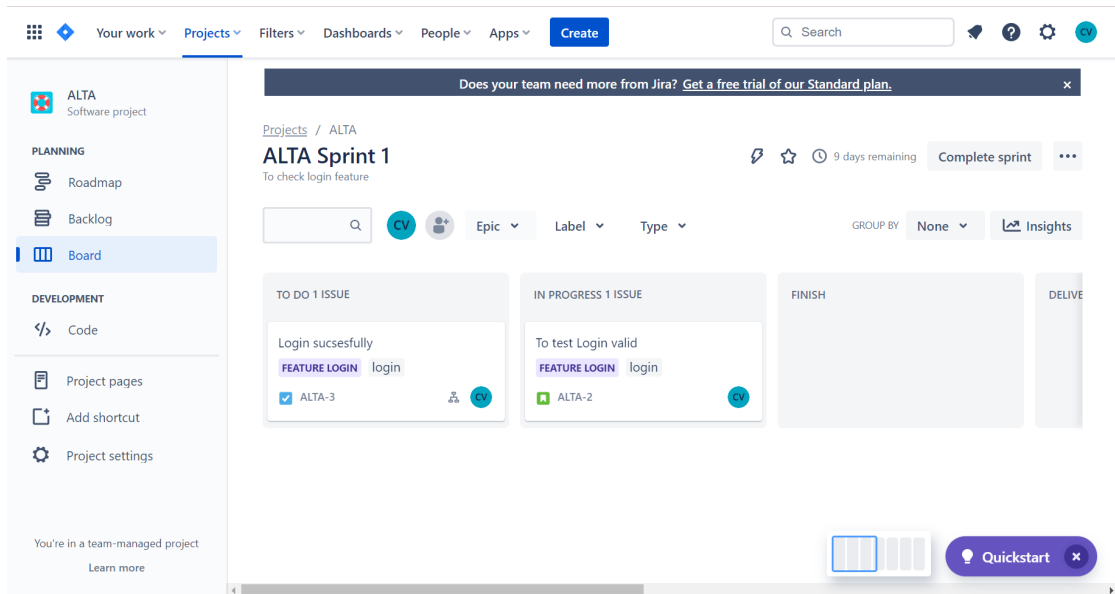 Your work Projects Filters Dashboards People Apps Create Search CV
ALTA
Software project
PLANNING
Roadmap
Backlog
Board
DEVELOPMENT
Code
Project pages
Add shortcut
Project settings
You're in a team-managed project
Learn more
Does your team need more from Jira? Get a free trial of our Standard plan.
Projects / ALTA
ALTA Sprint 1
To check login feature
9 days remaining Complete sprint
CV Epic Label Type GROUP BY None Insights
TO DO 1 ISSUE
Login sucsesfully
FEATURE LOGIN login
ALTA-3 CV
IN PROGRESS 1 ISSUE
To test Login valid
FEATURE LOGIN login
ALTA-2 CV
FINISH
DELIVE
Quickstart